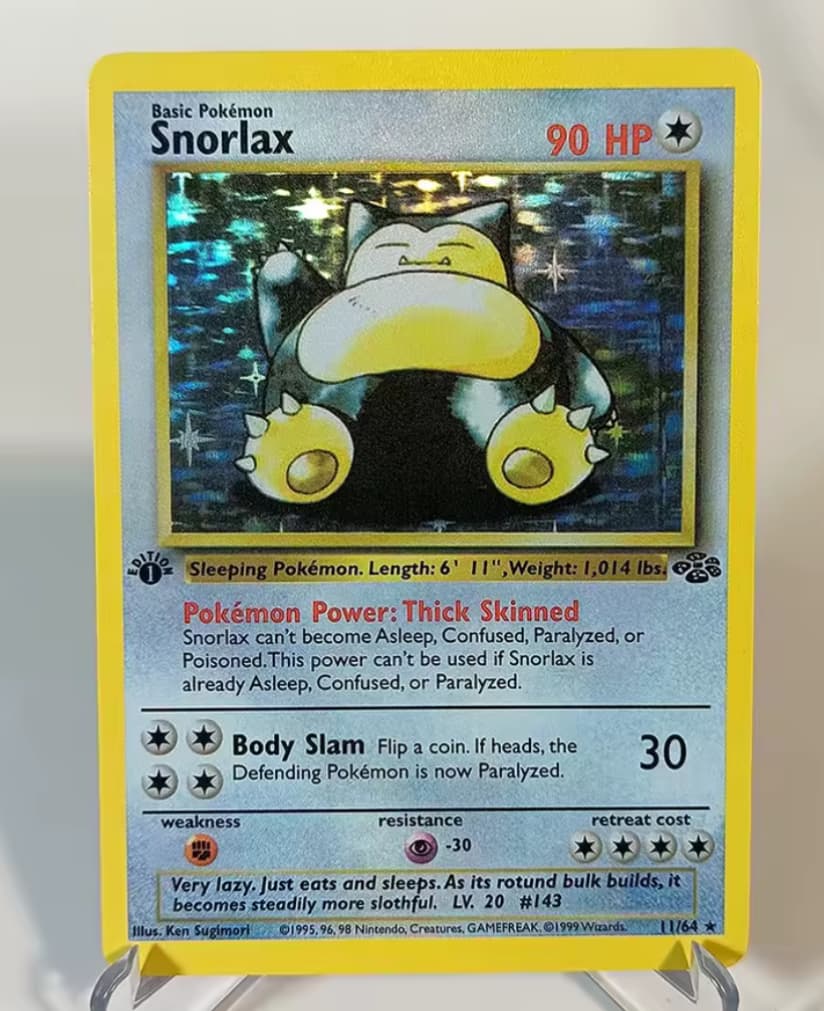 Basic Pokémon
Snorlax
90 HP
EDITION
1
Sleeping Pokémon. Length: 6' 11", Weight: 1,014 lbs.
Pokémon Power: Thick Skinned
Snorlax can't become Asleep, Confused, Paralyzed, or
Poisoned. This power can't be used if Snorlax is
already Asleep, Confused, or Paralyzed.
Body Slam Flip a coin. If heads, the
Defending Pokémon is now Paralyzed.
30
weakness
resistance
retreat cost
-30
Very lazy. Just eats and sleeps. As its rotund bulk builds, it
becomes steadily more slothful. LV. 20 #143
Illus. Ken Sugimori ©1995, 96, 98 Nintendo, Creatures, GAMEFREAK. ©1999 Wizards. 11/64 ★